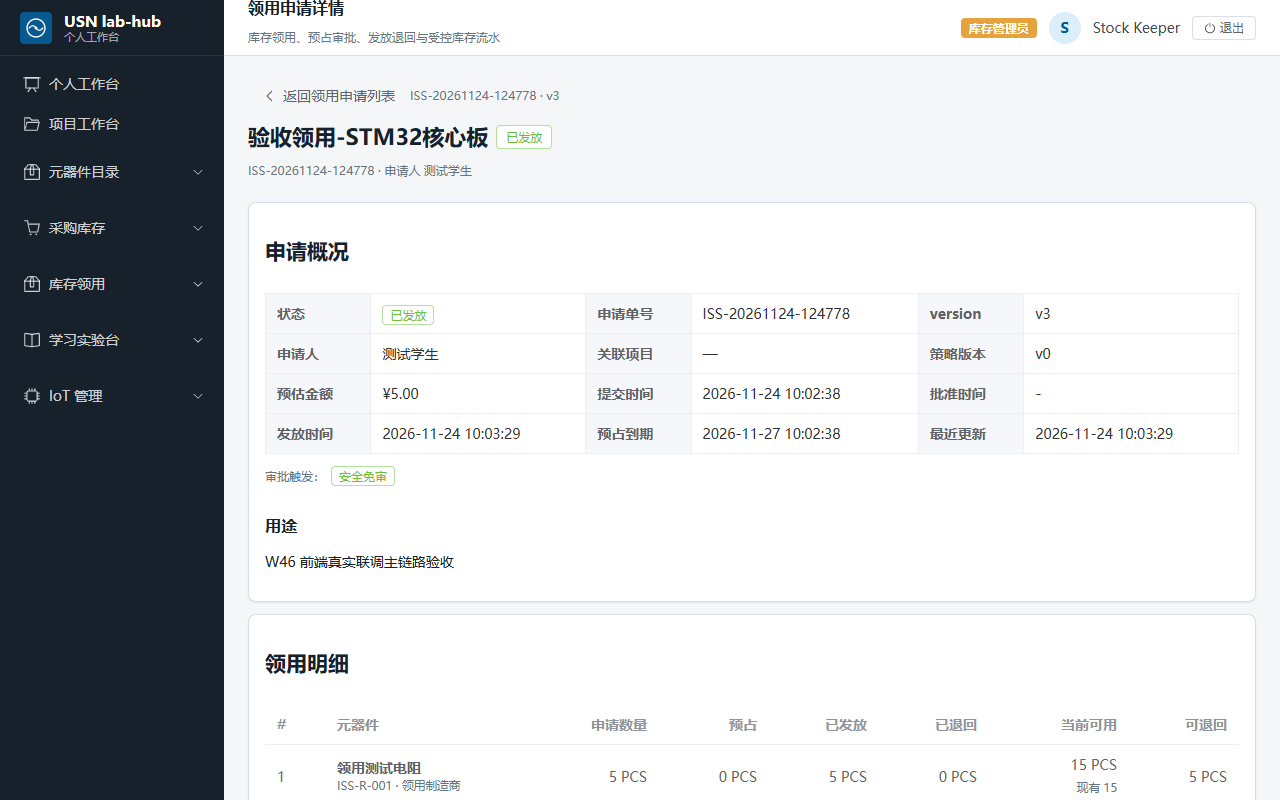 USN lab-hub
个人工作台
个人工作台
项目工作台
元器件目录
采购库存
库存领用
学习实验台
IoT 管理
领用申请详情
库存领用、预占审批、发放退回与受控库存流水
库存管理员
S
Stock Keeper
退出
返回领用申请列表 ISS-20261124-124778 · v3
验收领用-STM32核心板 已发放
ISS-20261124-124778 · 申请人 测试学生
申请概况
状态 已发放 申请单号 ISS-20261124-124778 version v3
申请人 测试学生 关联项目 — 策略版本 v0
预估金额 ¥5.00 提交时间 2026-11-24 10:02:38 批准时间 -
发放时间 2026-11-24 10:03:29 预占到期 2026-11-27 10:02:38 最近更新 2026-11-24 10:03:29
审批触发： 安全免审
用途
W46 前端真实联调主链路验收
领用明细
# 元器件 申请数量 预占 已发放 已退回 当前可用 可退回
1 领用测试电阻 5 PCS 0 PCS 5 PCS 0 PCS 15 PCS 5 PCS
ISS-R-001 · 领用制造商 现有 15